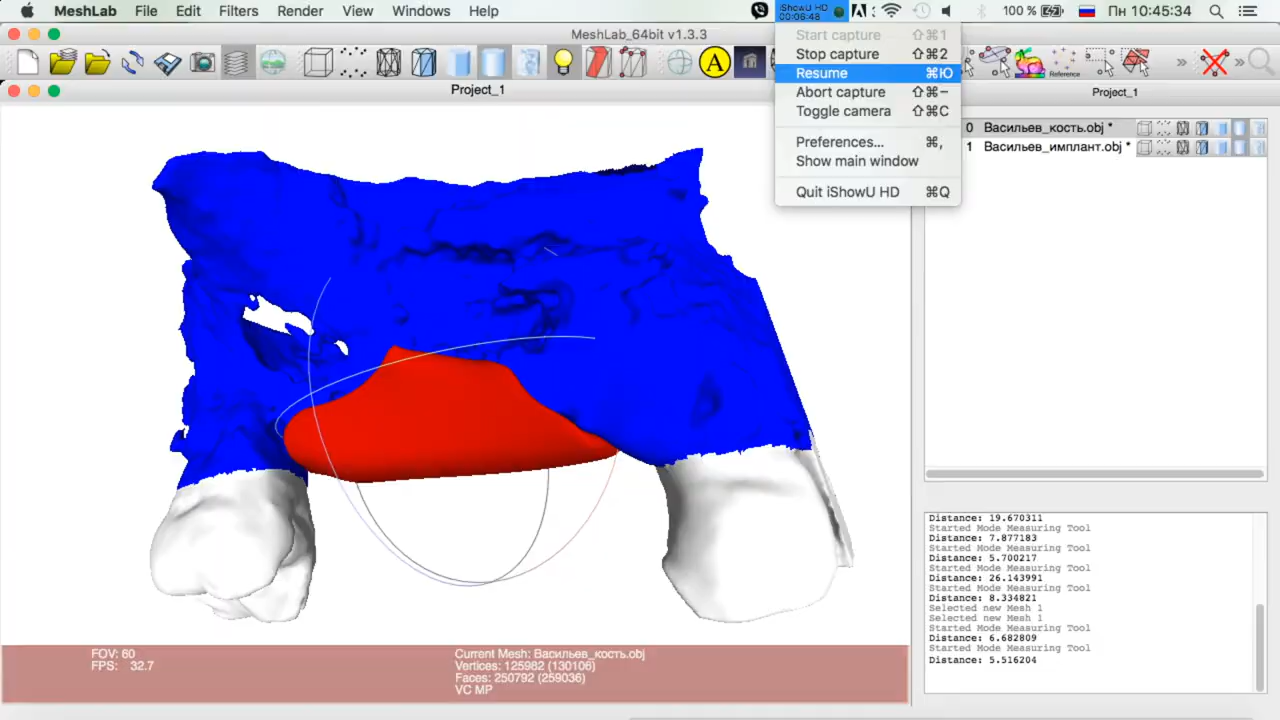 MeshLab File Edit Filters Render View Windows Help
iShowU HD
00:06:48
100 %
Пн 10:45:34
MeshLab_64bit v1.3.3
Start capture ⇧⌘1
Stop capture ⇧⌘2
Resume ⌘Ю
Abort capture ⇧⌘−
Toggle camera ⇧⌘C
Preferences... ⌘,
Show main window
Quit iShowU HD ⌘Q
A
Reference
Project_1
Project_1
0 Васильев_кость.obj *
1 Васильев_имплант.obj *
Distance: 19.670311
Started Mode Measuring Tool
Distance: 7.877183
Started Mode Measuring Tool
Distance: 5.700217
Started Mode Measuring Tool
Distance: 26.143991
Started Mode Measuring Tool
Distance: 8.334821
Selected new Mesh 1
Selected new Mesh 1
Started Mode Measuring Tool
Distance: 6.682809
Started Mode Measuring Tool
Distance: 5.516204
FOV: 60
FPS: 32.7
Current Mesh: Васильев_кость.obj
Vertices: 125982 (130106)
Faces: 250792 (259036)
VC MP